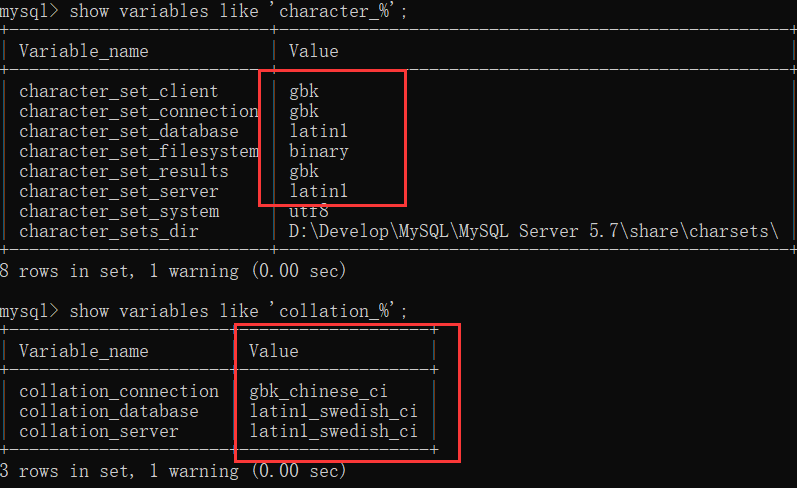 mysql> show variables like 'character_%';
+--------------------------+---------------------------------------------------+
| Variable_name | Value |
+--------------------------+---------------------------------------------------+
| character_set_client | gbk |
| character_set_connection | gbk |
| character_set_database | latin1 |
| character_set_filesystem | binary |
| character_set_results | gbk |
| character_set_server | latin1 |
| character_set_system | utf8 |
| character_sets_dir | D:\Develop\MySQL\MySQL Server 5.7\share\charsets\ |
+--------------------------+---------------------------------------------------+
8 rows in set, 1 warning (0.00 sec)
mysql> show variables like 'collation_%';
+----------------------+-------------------+
| Variable_name | Value |
+----------------------+-------------------+
| collation_connection | gbk_chinese_ci |
| collation_database | latin1_swedish_ci |
| collation_server | latin1_swedish_ci |
+----------------------+-------------------+
3 rows in set, 1 warning (0.00 sec)